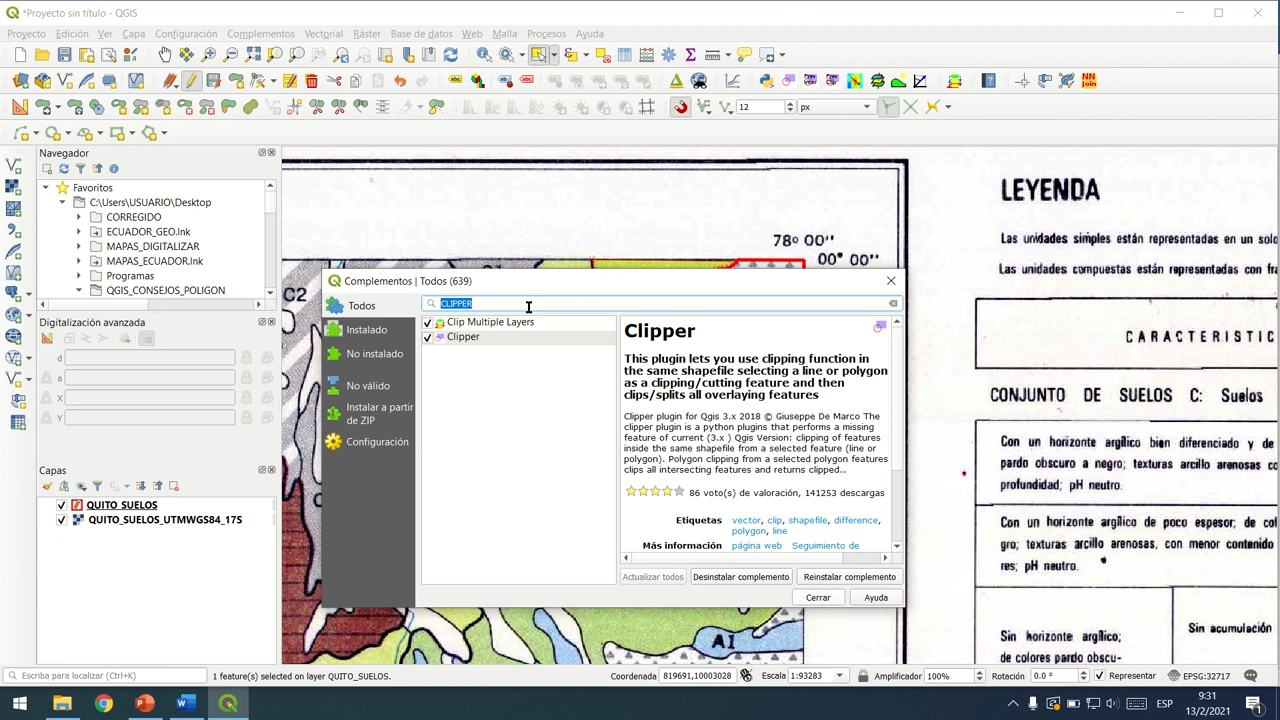 *Proyecto sin título - QGIS
Proyecto Edición Ver Capa Configuración Complementos Vectorial Ráster Base de datos Web Malla Procesos Ayuda
12 px
Navegador
Favoritos
C:\Users\USUARIO\Desktop
CORREGIDO
ECUADOR_GEO.lnk
MAPAS_DIGITALIZAR
MAPAS_ECUADOR.lnk
Programas
QGIS_CONSEJOS_POLIGON
Digitalización avanzada
d
a
X
Y
Capas
QUITO_SUELOS
QUITO_SUELOS_UTMWGS84_17S
78º 00''
00° 00''
C2
A1
Complementos | Todos (639)
CLIPPER
Todos
Instalado
No instalado
No válido
Instalar a partir
de ZIP
Configuración
Clip Multiple Layers
Clipper
Clipper
This plugin lets you use clipping function in
the same shapefile selecting a line or polygon
as a clipping/cutting feature and then
clips/splits all overlaying features
Clipper plugin for Qgis 3.x 2018 © Giuseppe De Marco The
clipper plugin is a python plugins that performs a missing
feature of current (3.x ) Qgis Version: clipping of features
inside the same shapefile from a selected feature (line or
polygon). Polygon clipping from a selected polygon features
clips all intersecting features and returns clipped...
86 voto(s) de valoración, 141253 descargas
Etiquetas vector, clip, shapefile, difference,
polygon, line
Más información página web Seguimiento de
Actualizar todos Desinstalar complemento Reinstalar complemento
Cerrar Ayuda
LEYENDA
Las unidades simples están representadas en un solo
Las unidades compuestas están representadas con fra
CARACTERISTIC
CONJUNTO DE SUELOS C: Suelos
Con un horizonte argílico bien diferenciado y de
pardo obscuro a negro; texturas arcillo arenosas co
profundidad; pH neutro.
Con un horizonte argílico de poco espesor; de col
gro; texturas arcillo arenosas, con menor contenido
res; pH neutro.
Sin horizonte argílico;
de colores pardo obscu-
Sin acumulación
Escriba para localizar (Ctrl+K) 1 feature(s) selected on layer QUITO_SUELOS. Coordenada 819691,10003028 Escala 1:93283 Amplificador 100% Rotación 0.0 ° Representar EPSG:32717
ESP
9:31
13/2/2021
1